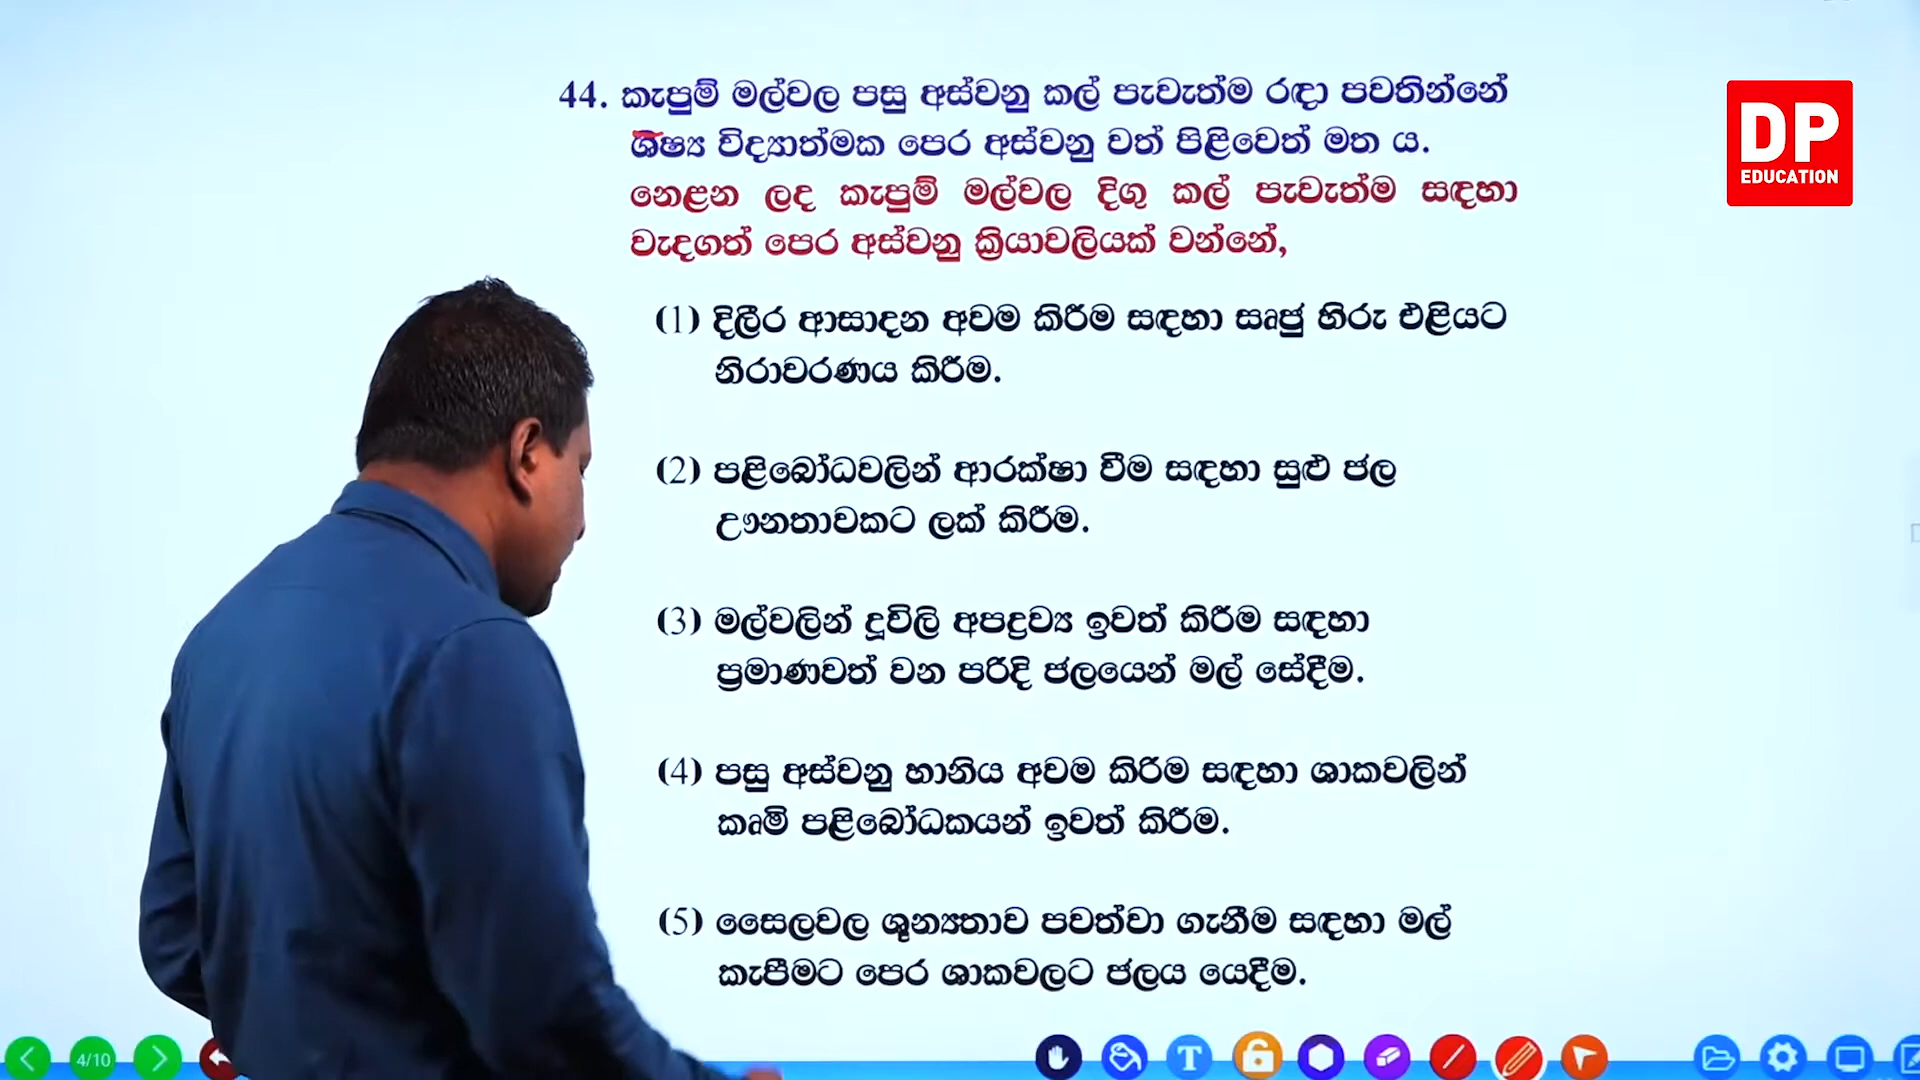 44. කැපුම් මල්වල පසු අස්වනු කල් පැවැත්ම රඳා පවතින්නේ
ශිෂ්‍ය විද්‍යාත්මක පෙර අස්වනු වත් පිළිවෙත් මත ය.
නෙළන ලද කැපුම් මල්වල දිගු කල් පැවැත්ම සඳහා
වැදගත් පෙර අස්වනු ක්‍රියාවලියක් වන්නේ,
(1) දිලීර ආසාදන අවම කිරීම සඳහා සෘජු හිරු එළියට
නිරාවරණය කිරීම.
(2) පළිබෝධවලින් ආරක්ෂා වීම සඳහා සුළු ජල
ඌනතාවකට ලක් කිරීම.
(3) මල්වලින් දූවිලි අපද්‍රව්‍ය ඉවත් කිරීම සඳහා
ප්‍රමාණවත් වන පරිදි ජලයෙන් මල් සේදීම.
(4) පසු අස්වනු හානිය අවම කිරීම සඳහා ශාකවලින්
කෘමි පළිබෝධකයන් ඉවත් කිරීම.
(5) සෛලවල ශූන්‍යතාව පවත්වා ගැනීම සඳහා මල්
කැපීමට පෙර ශාකවලට ජලය යෙදීම.
DP
EDUCATION
4/10
T